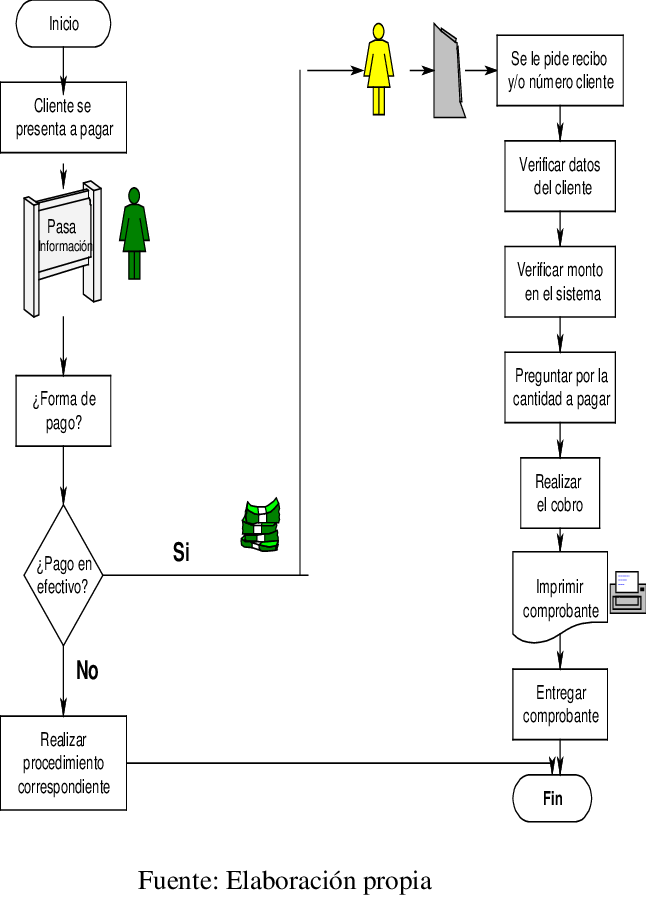 Inicio
Cliente se
presenta a pagar
Pasa
Información
¿Forma de
pago?
¿Pago en
efectivo?
Si
No
Realizar
procedimiento
correspondiente
Se le pide recibo
y/o número cliente
Verificar datos
del cliente
Verificar monto
en el sistema
Preguntar por la
cantidad a pagar
Realizar
el cobro
Imprimir
comprobante
Entregar
comprobante
Fin
Fuente: Elaboración propia